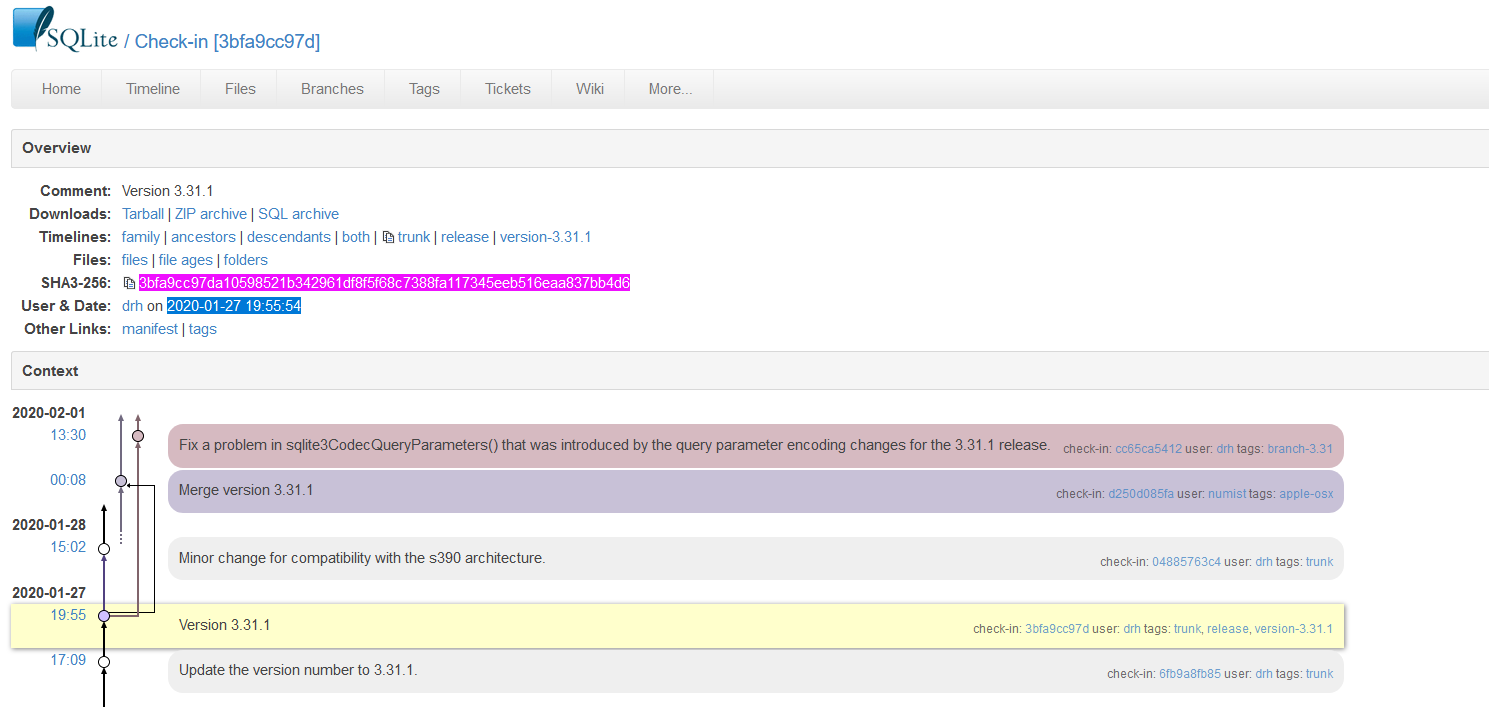 SQLite / Check-in [3bfa9cc97d]
Home Timeline Files Branches Tags Tickets Wiki More...
Overview
Comment: Version 3.31.1
Downloads: Tarball | ZIP archive | SQL archive
Timelines: family | ancestors | descendants | both | trunk | release | version-3.31.1
Files: files | file ages | folders
SHA3-256: 3bfa9cc97da10598521b342961df8f5f68c7388fa117345eeb516eaa837bb4d6
User & Date: drh on 2020-01-27 19:55:54
Other Links: manifest | tags
Context
2020-02-01
13:30 Fix a problem in sqlite3CodecQueryParameters() that was introduced by the query parameter encoding changes for the 3.31.1 release. check-in: cc65ca5412 user: drh tags: branch-3.31
00:08 Merge version 3.31.1 check-in: d250d085fa user: numist tags: apple-osx
2020-01-28
15:02 Minor change for compatibility with the s390 architecture. check-in: 04885763c4 user: drh tags: trunk
2020-01-27
19:55 Version 3.31.1 check-in: 3bfa9cc97d user: drh tags: trunk, release, version-3.31.1
17:09 Update the version number to 3.31.1. check-in: 6fb9a8fb85 user: drh tags: trunk